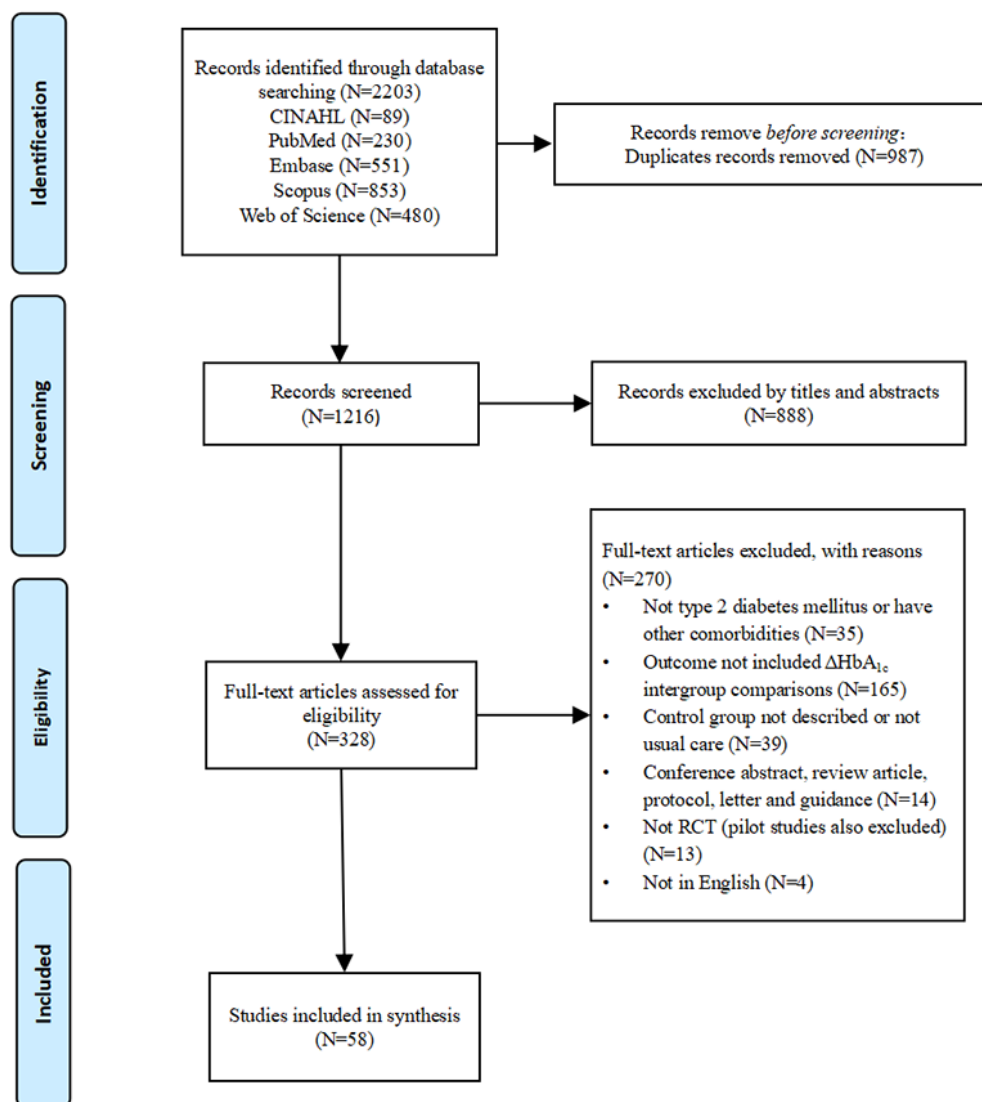 Identification
Records identified through database
searching (N=2203)
CINAHL (N=89)
PubMed (N=230)
Embase (N=551)
Scopus (N=853)
Web of Science (N=480)
Records remove before screening:
Duplicates records removed (N=987)
Screening
Records screened
(N=1216)
Records excluded by titles and abstracts
(N=888)
Eligibility
Full-text articles assessed for
eligibility
(N=328)
Full-text articles excluded, with reasons
(N=270)
• Not type 2 diabetes mellitus or have
other comorbidities (N=35)
• Outcome not included ΔHbA1c
intergroup comparisons (N=165)
• Control group not described or not
usual care (N=39)
• Conference abstract, review article,
protocol, letter and guidance (N=14)
• Not RCT (pilot studies also excluded)
(N=13)
• Not in English (N=4)
Included
Studies included in synthesis
(N=58)